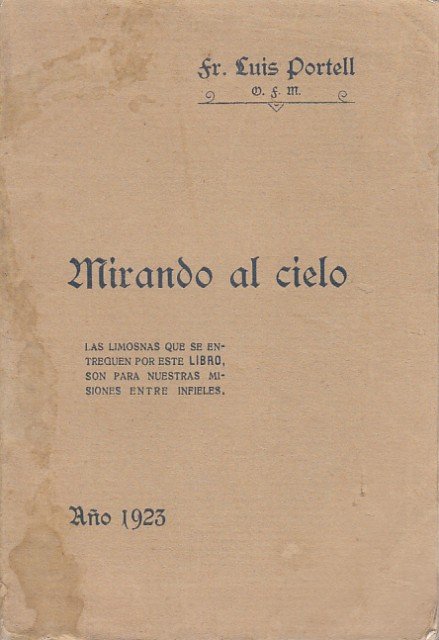 Fr. Luis Portell
O. F. M.
Mirando al cielo
LAS LIMOSNAS QUE SE EN-
TREGUEN POR ESTE LIBRO,
SON PARA NUESTRAS MI-
SIONES ENTRE INFIELES.
Año 1923